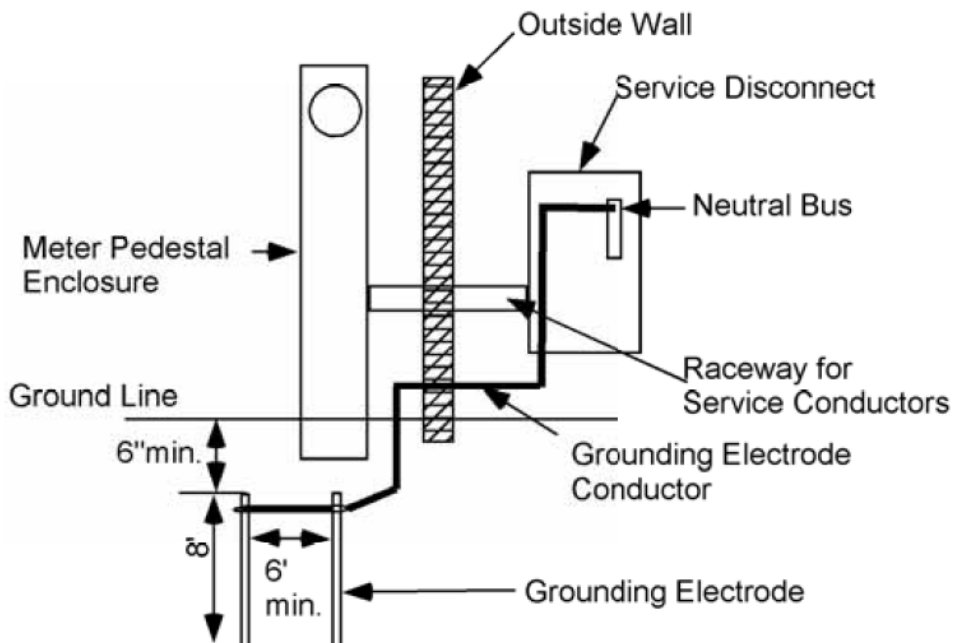 Outside Wall
Service Disconnect
Neutral Bus
Meter Pedestal
Enclosure
Raceway for
Service Conductors
Ground Line
6"min.
Grounding Electrode
Conductor
8'
6'
min.
Grounding Electrode